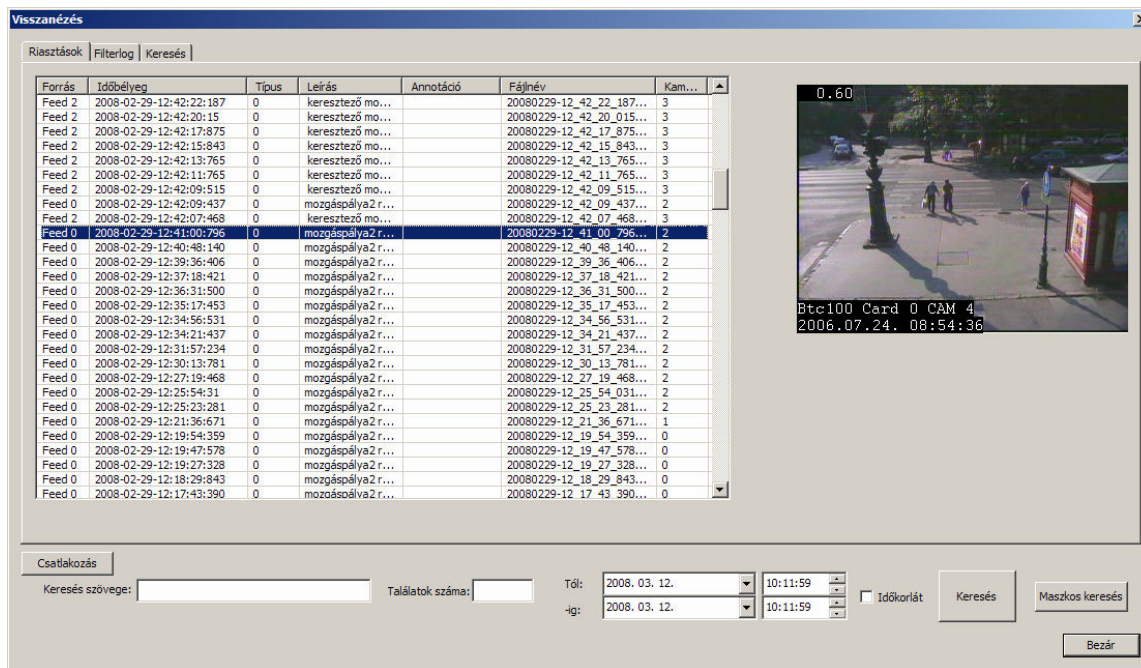 Visszanézés
Riasztások Filterlog Keresés
Forrás Időbélyeg Típus Leírás Annotáció Fájlnév Kam...
Feed 2 2008-02-29-12:42:22:187 0 keresztező mo... 20080229-12_42_22_187... 3
Feed 2 2008-02-29-12:42:20:15 0 keresztező mo... 20080229-12_42_20_015... 3
Feed 2 2008-02-29-12:42:17:875 0 keresztező mo... 20080229-12_42_17_875... 3
Feed 2 2008-02-29-12:42:15:843 0 keresztező mo... 20080229-12_42_15_843... 3
Feed 2 2008-02-29-12:42:13:765 0 keresztező mo... 20080229-12_42_13_765... 3
Feed 2 2008-02-29-12:42:11:765 0 keresztező mo... 20080229-12_42_11_765... 3
Feed 2 2008-02-29-12:42:09:515 0 keresztező mo... 20080229-12_42_09_515... 3
Feed 0 2008-02-29-12:42:09:437 0 mozgáspálya2 r... 20080229-12_42_09_437... 2
Feed 2 2008-02-29-12:42:07:468 0 keresztező mo... 20080229-12_42_07_468... 3
Feed 0 2008-02-29-12:41:00:796 0 mozgáspálya2 r... 20080229-12_41_00_796... 2
Feed 0 2008-02-29-12:40:48:140 0 mozgáspálya2 r... 20080229-12_40_48_140... 2
Feed 0 2008-02-29-12:39:36:406 0 mozgáspálya2 r... 20080229-12_39_36_406... 2
Feed 0 2008-02-29-12:37:18:421 0 mozgáspálya2 r... 20080229-12_37_18_421... 2
Feed 0 2008-02-29-12:36:31:500 0 mozgáspálya2 r... 20080229-12_36_31_500... 2
Feed 0 2008-02-29-12:35:17:453 0 mozgáspálya2 r... 20080229-12_35_17_453... 2
Feed 0 2008-02-29-12:34:56:531 0 mozgáspálya2 r... 20080229-12_34_56_531... 2
Feed 0 2008-02-29-12:34:21:437 0 mozgáspálya2 r... 20080229-12_34_21_437... 2
Feed 0 2008-02-29-12:31:57:234 0 mozgáspálya2 r... 20080229-12_31_57_234... 2
Feed 0 2008-02-29-12:30:13:781 0 mozgáspálya2 r... 20080229-12_30_13_781... 2
Feed 0 2008-02-29-12:27:19:468 0 mozgáspálya2 r... 20080229-12_27_19_468... 2
Feed 0 2008-02-29-12:25:54:31 0 mozgáspálya2 r... 20080229-12_25_54_031... 2
Feed 0 2008-02-29-12:25:23:281 0 mozgáspálya2 r... 20080229-12_25_23_281... 2
Feed 0 2008-02-29-12:21:36:671 0 mozgáspálya2 r... 20080229-12_21_36_671... 1
Feed 0 2008-02-29-12:19:54:359 0 mozgáspálya2 r... 20080229-12_19_54_359... 0
Feed 0 2008-02-29-12:19:47:578 0 mozgáspálya2 r... 20080229-12_19_47_578... 0
Feed 0 2008-02-29-12:19:27:328 0 mozgáspálya2 r... 20080229-12_19_27_328... 0
Feed 0 2008-02-29-12:18:29:843 0 mozgáspálya2 r... 20080229-12_18_29_843... 0
Feed 0 2008-02-29-12:17:43:390 0 mozgáspálya2 r... 20080229-12_17_43_390... 0
0.60
Btc100 Card 0 CAM 4
2006.07.24. 08:54:36
Csatlakozás
Keresés szövege: Találatok száma: Tól: 2008. 03. 12. 10:11:59
-ig: 2008. 03. 12. 10:11:59 Időkorlát Keresés Maszkos keresés
Bezár